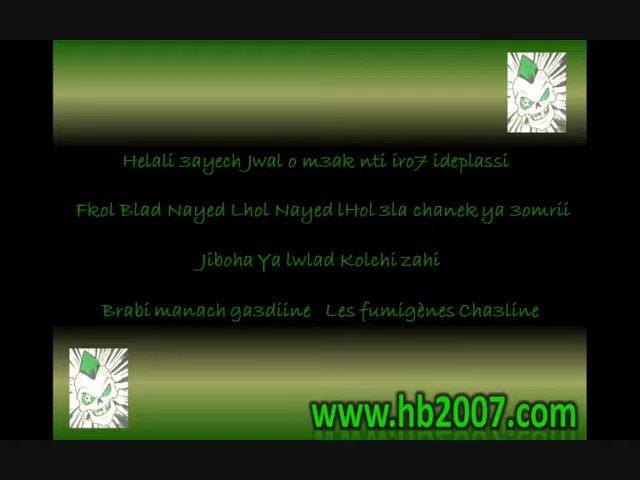 Helali 3ayech Jwal o m3ak nti iro7 ideplassi
Fkol Blad Nayed Lhol Nayed lHol 3la chanek ya 3omrii
Jiboha Ya lwlad Kolchi zahi
Brabi manach ga3diine Les fumigènes Cha3line
www.hb2007.com